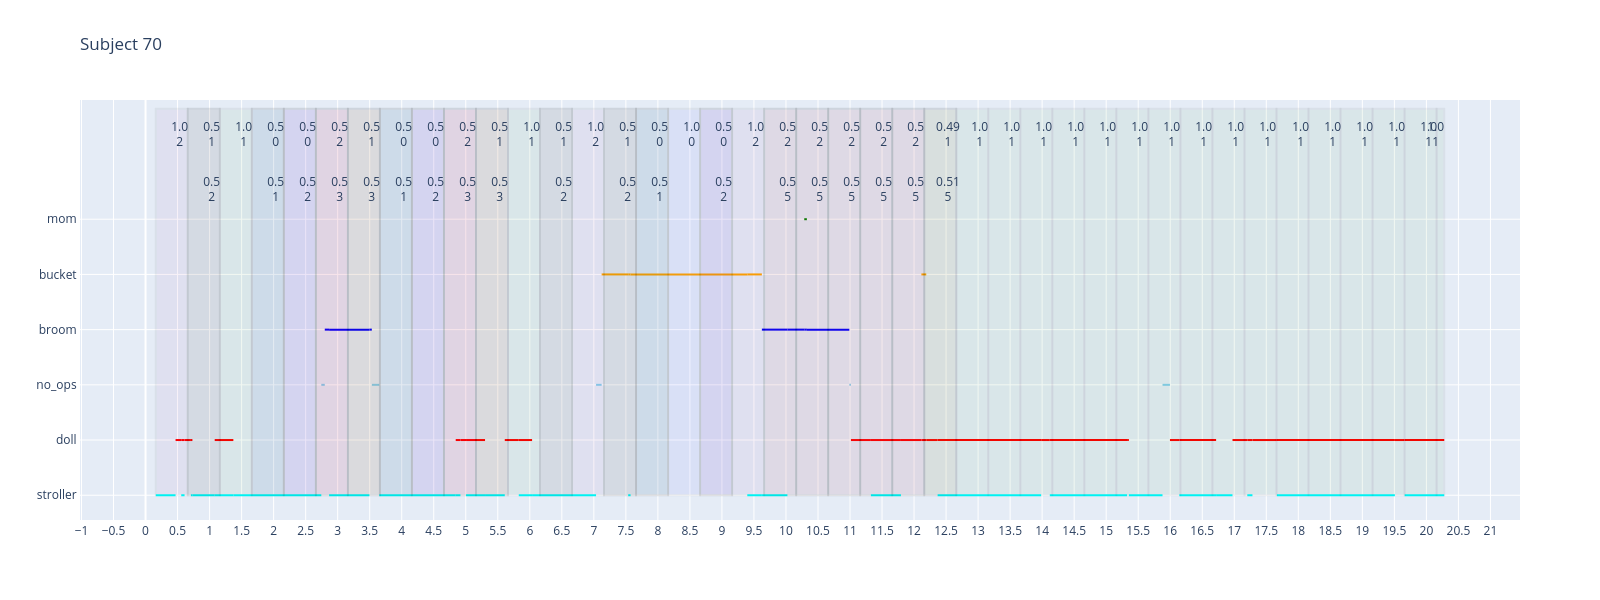 Subject 70
1.0 0.5 1.0 0.5 0.5 0.5 0.5 0.5 0.5 0.5 0.5 1.0 0.5 1.0 0.5 0.5 1.0 0.5 1.0 0.5 0.5 0.5 0.5 0.5 0.49 1.0 1.0 1.0 1.0 1.0 1.0 1.0 1.0 1.0 1.0 1.0 1.0 1.0 1.0
2 1 1 0 0 2 1 0 0 2 1 1 1 2 1 0 0 0 2 2 2 2 2 2 1 1 1 1 1 1 1 1 1 1 1 1 1 1 1 11
0.5 0.5 0.5 0.5 0.5 0.5 0.5 0.5 0.5 0.5 0.5 0.5 0.5 0.5 0.5 0.5 0.5 0.5 0.51
2 1 2 3 3 1 2 3 3 2 2 1 2 5 5 5 5 5 5
mom
bucket
broom
no_ops
doll
stroller
−1 −0.5 0 0.5 1 1.5 2 2.5 3 3.5 4 4.5 5 5.5 6 6.5 7 7.5 8 8.5 9 9.5 10 10.5 11 11.5 12 12.5 13 13.5 14 14.5 15 15.5 16 16.5 17 17.5 18 18.5 19 19.5 20 20.5 21